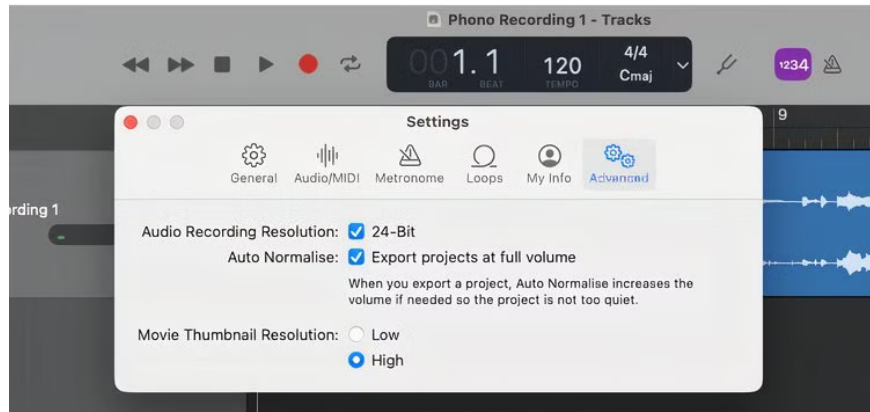 Phono Recording 1 - Tracks
001.1
120
4/4
Cmaj
BAR
BEAT
TEMPO
1234
9
Settings
General
Audio/MIDI
Metronome
Loops
My Info
Advanced
ording 1
Audio Recording Resolution:
24-Bit
Auto Normalise:
Export projects at full volume
When you export a project, Auto Normalise increases the
volume if needed so the project is not too quiet.
Movie Thumbnail Resolution:
Low
High